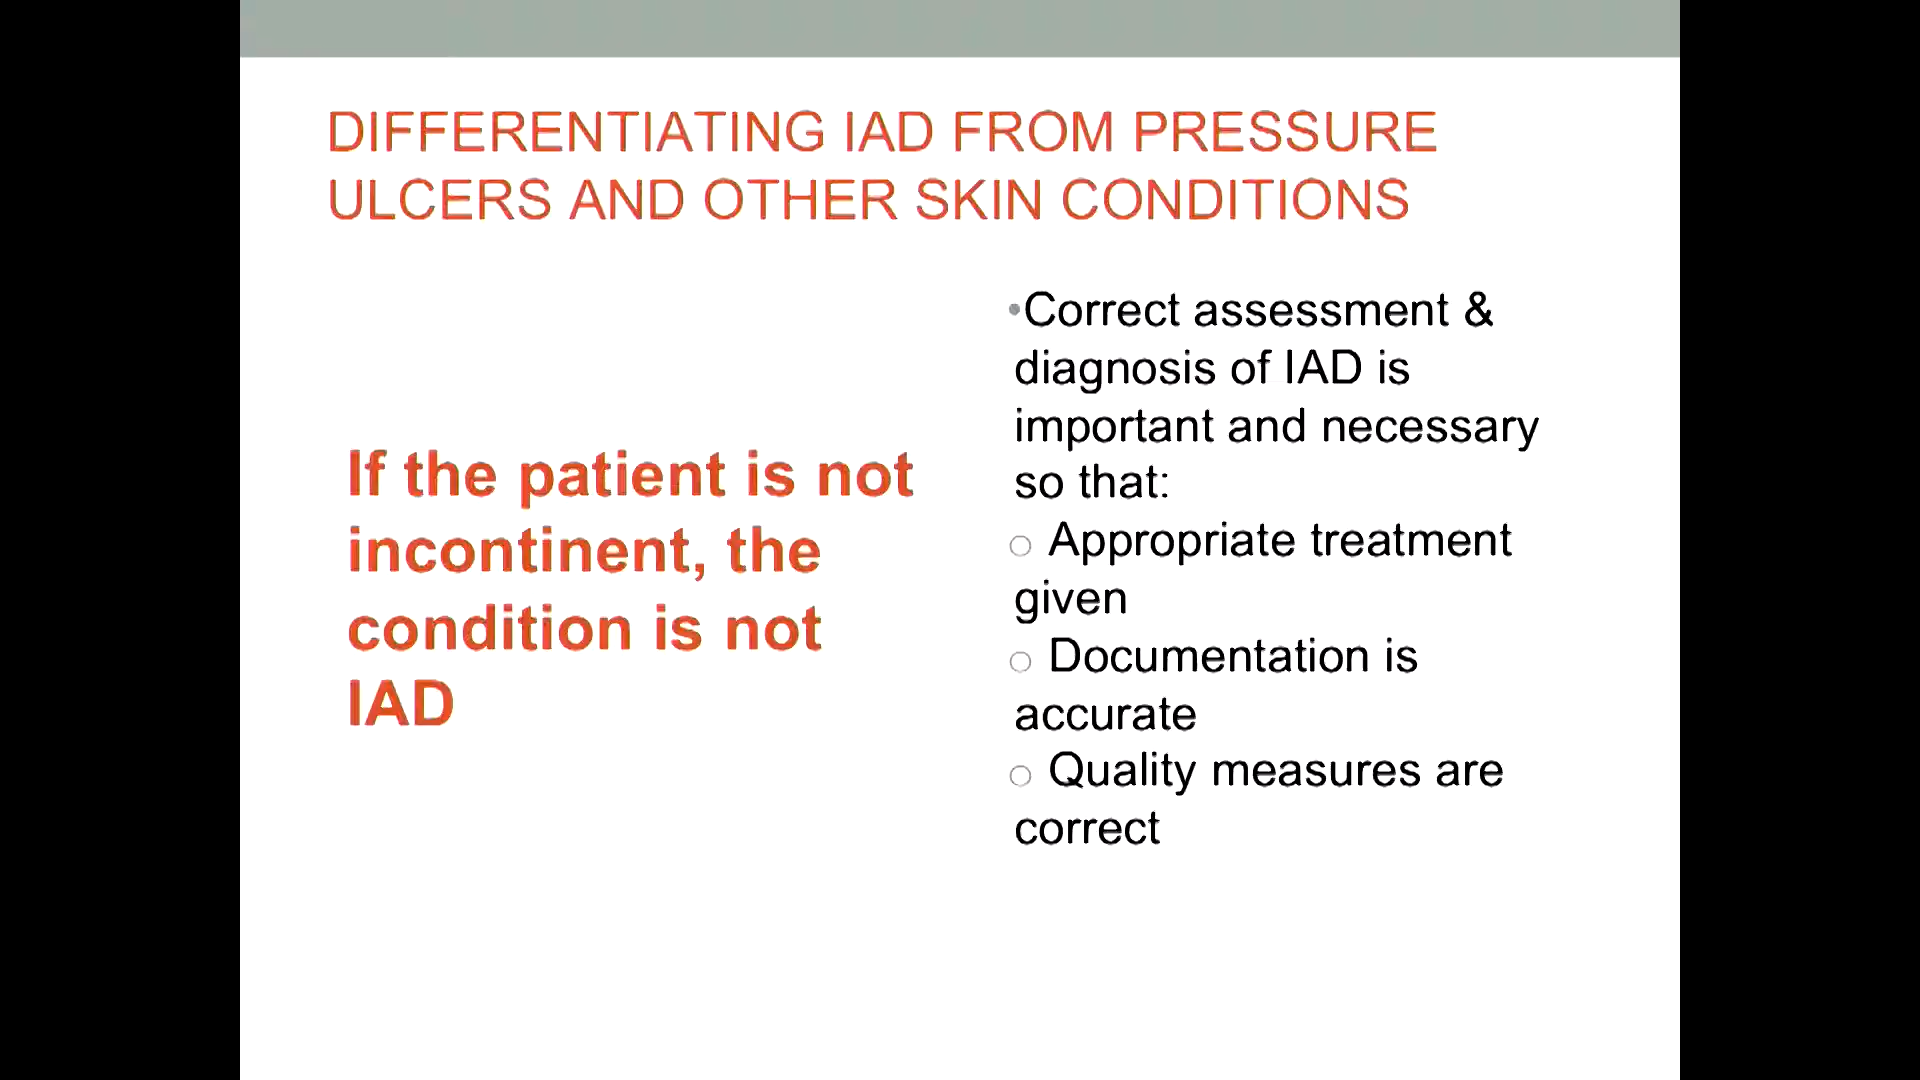 DIFFERENTIATING IAD FROM PRESSURE
ULCERS AND OTHER SKIN CONDITIONS
If the patient is not
incontinent, the
condition is not
IAD
•Correct assessment &
diagnosis of IAD is
important and necessary
so that:
○ Appropriate treatment
given
○ Documentation is
accurate
○ Quality measures are
correct